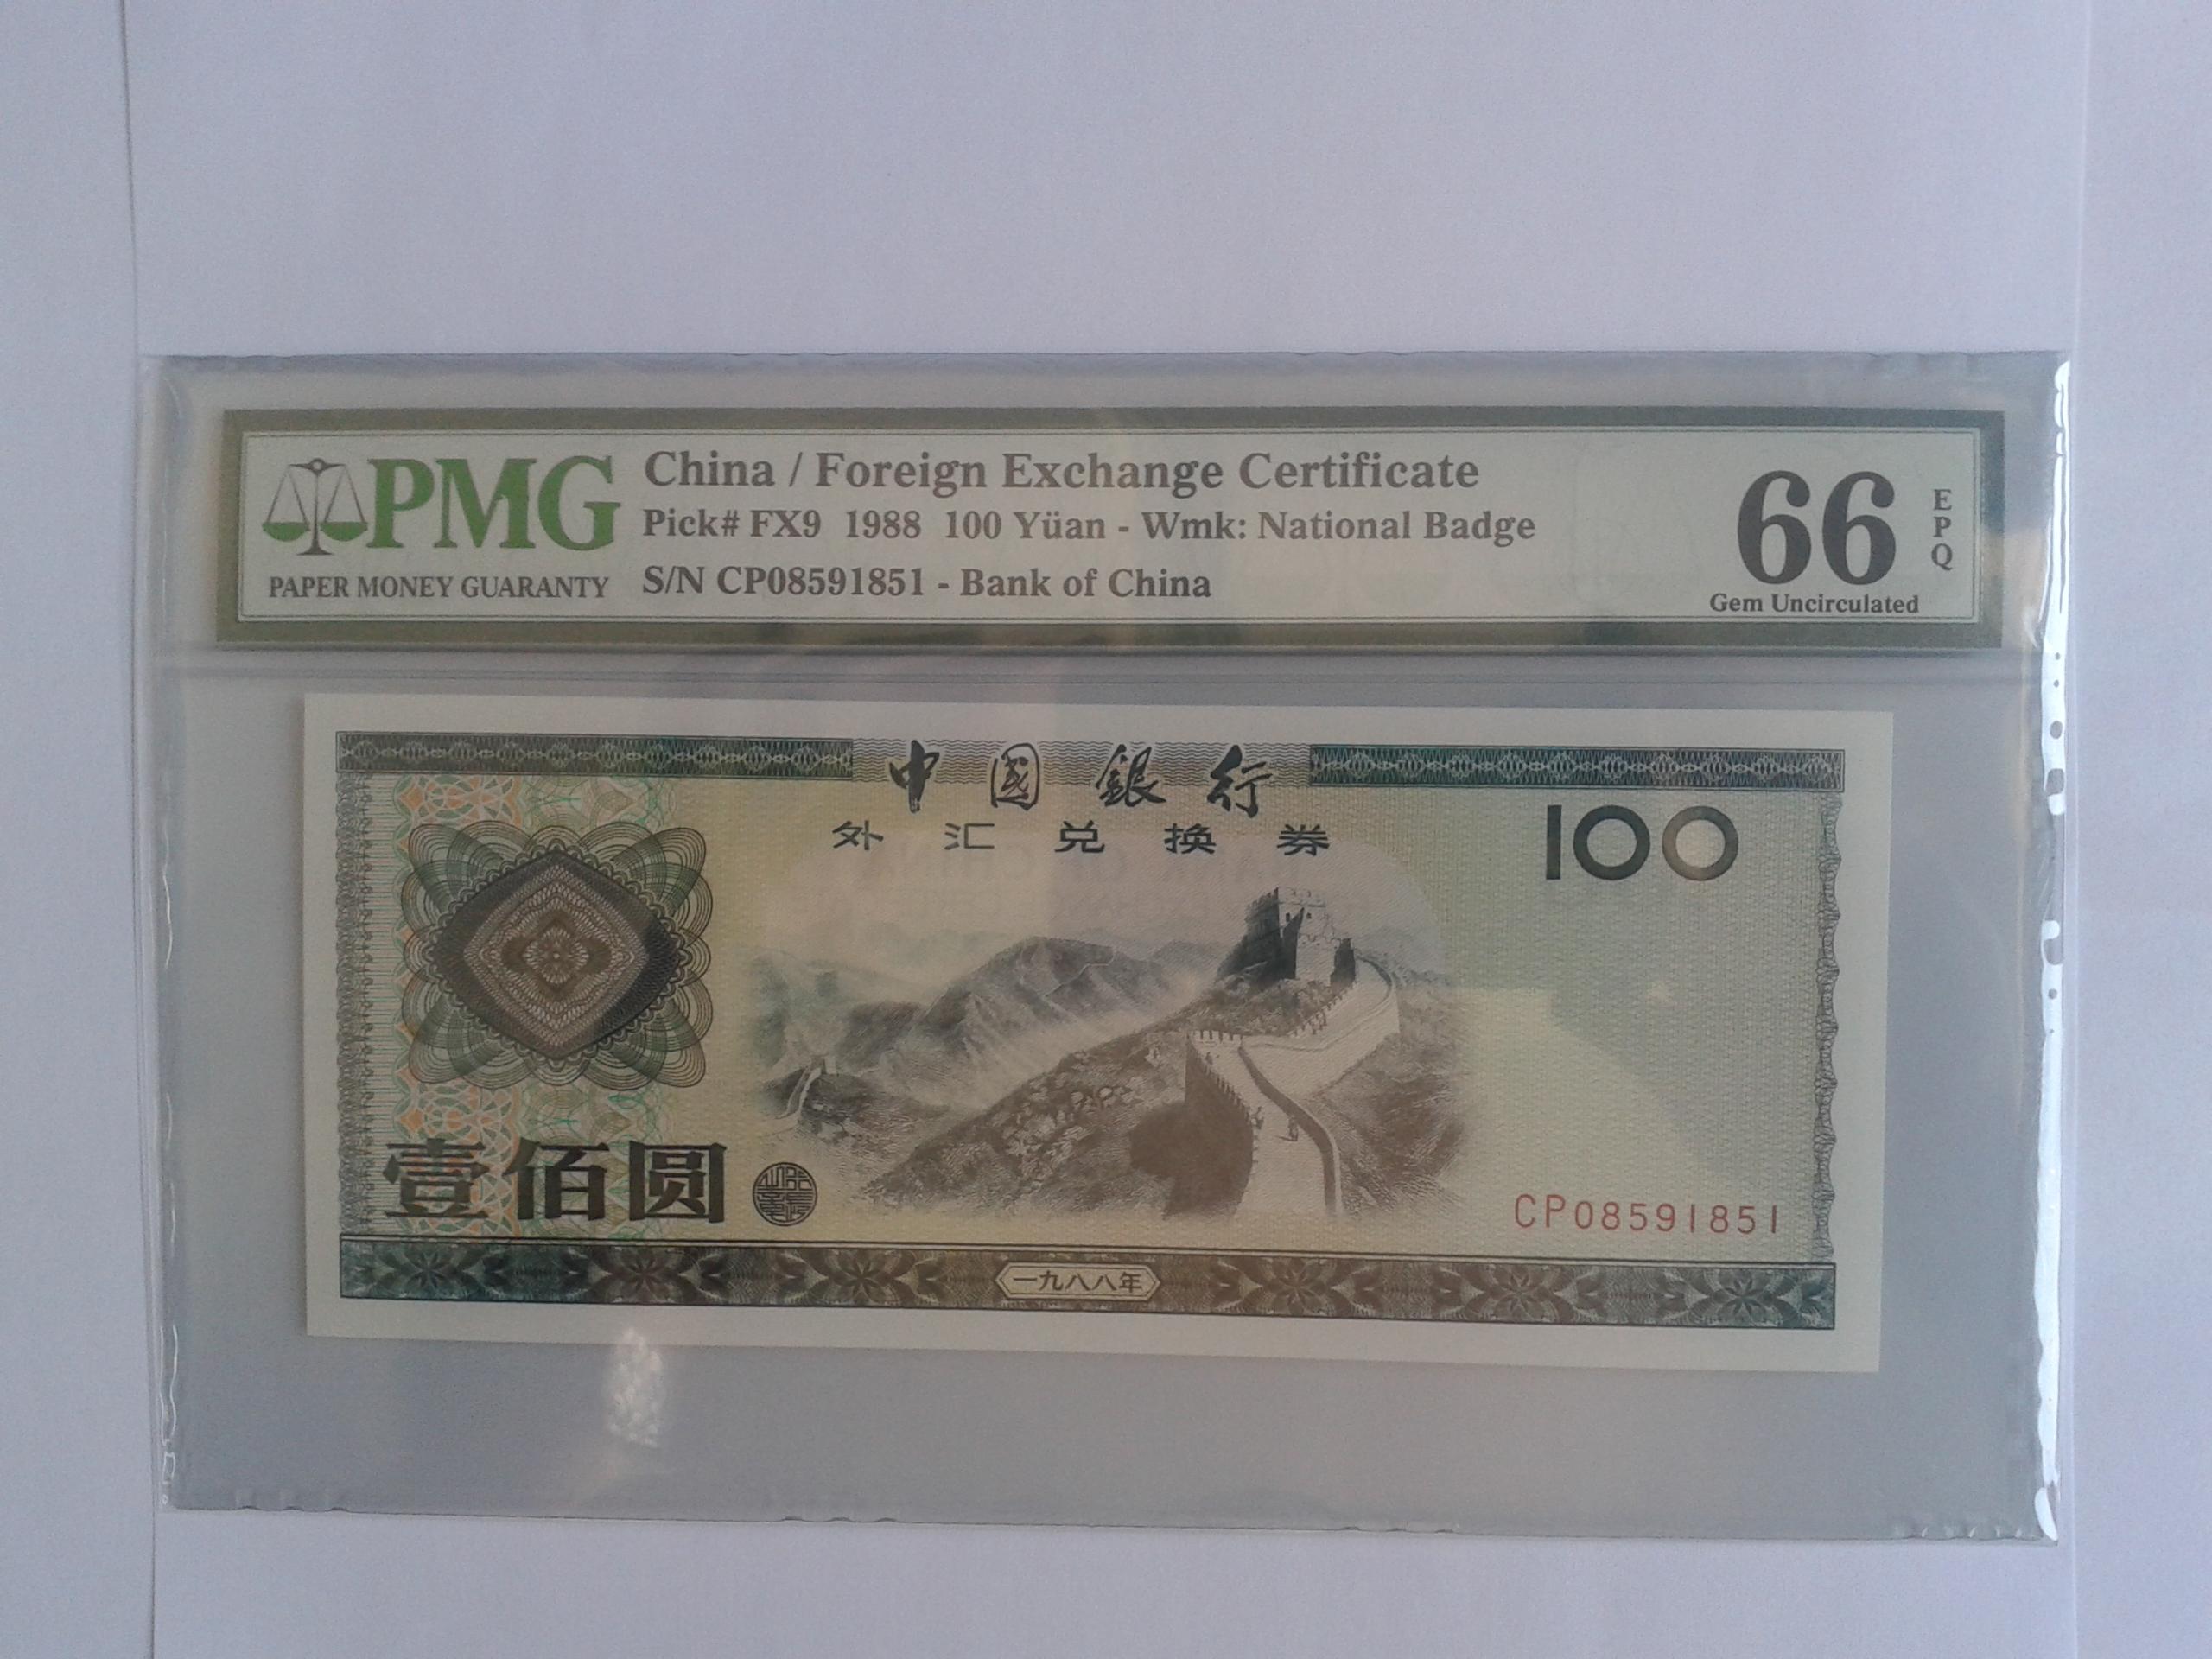 PMG
PAPER MONEY GUARANTY
China / Foreign Exchange Certificate
Pick# FX9 1988 100 Yüan - Wmk: National Badge
S/N CP08591851 - Bank of China
66
EPQ
Gem Uncirculated
中國銀行
外汇兑换券
100
壹佰圆
CP08591851
一九八八年